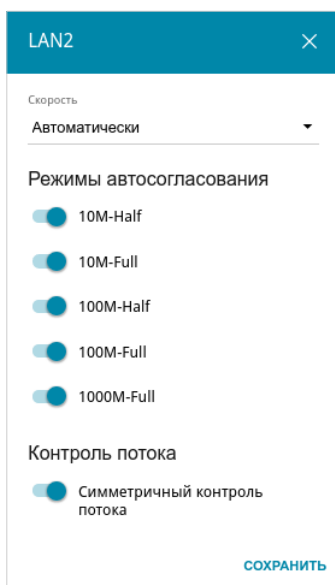 LAN2
Скорость
Автоматически
Режимы автосогласования
10M-Half
10M-Full
100M-Half
100M-Full
1000M-Full
Контроль потока
Симметричный контроль
потока
СОХРАНИТЬ